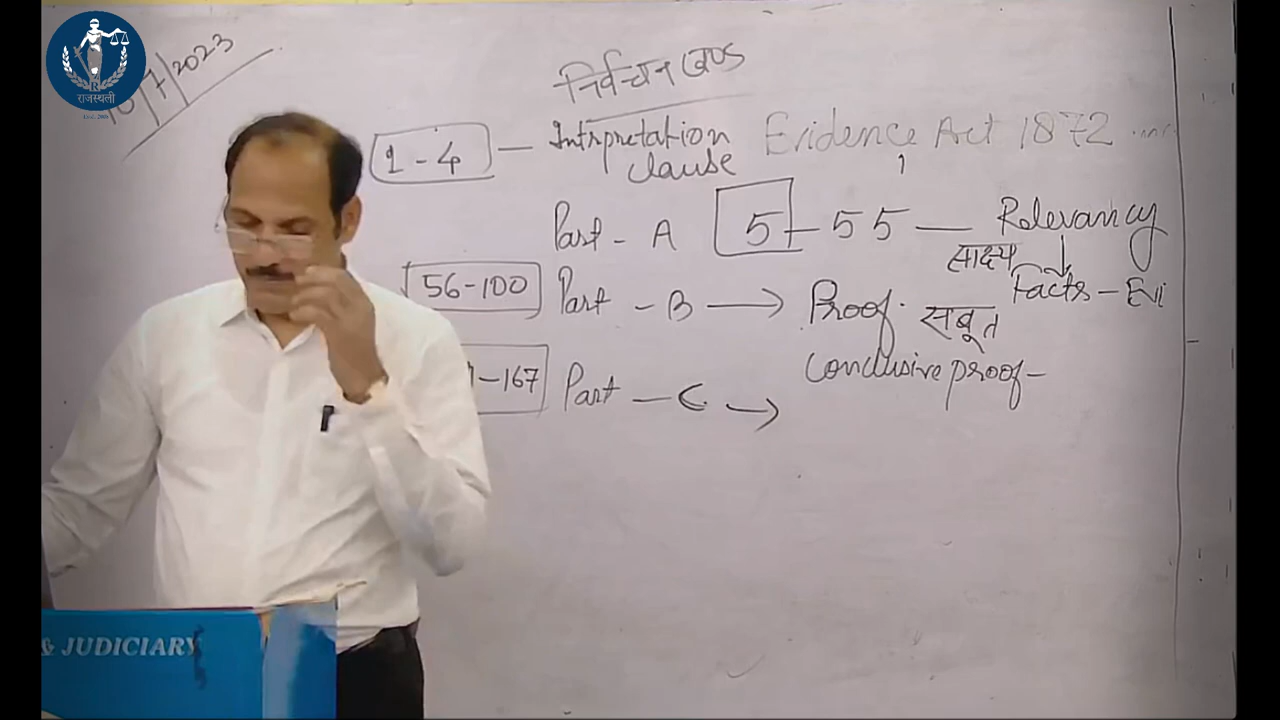 राजस्थली
10/7/2023
निर्वचन खण्ड
1-4 — Intrpretation clause
Evidence Act 1872
Part - A 5 - 55 — Relevancy
साक्ष्य
Facts - Evi
56-100 Part - B → Proof. सबूत
Conclusive proof -
-167 Part - C →
& JUDICIARY